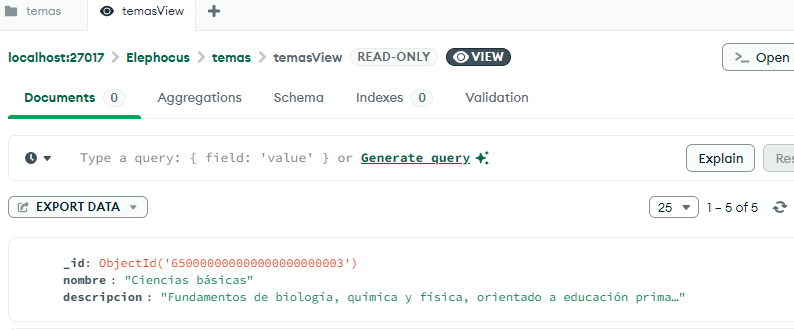 temas temasView +
localhost:27017 > Elephocus > temas > temasView READ-ONLY VIEW >_ Open
Documents 0 Aggregations Schema Indexes 0 Validation
Type a query: { field: 'value' } or Generate query Explain Res
EXPORT DATA 25 1 – 5 of 5
_id: ObjectId('650000000000000000000003')
nombre : "Ciencias básicas"
descripcion : "Fundamentos de biología, química y física, orientado a educación prima…"